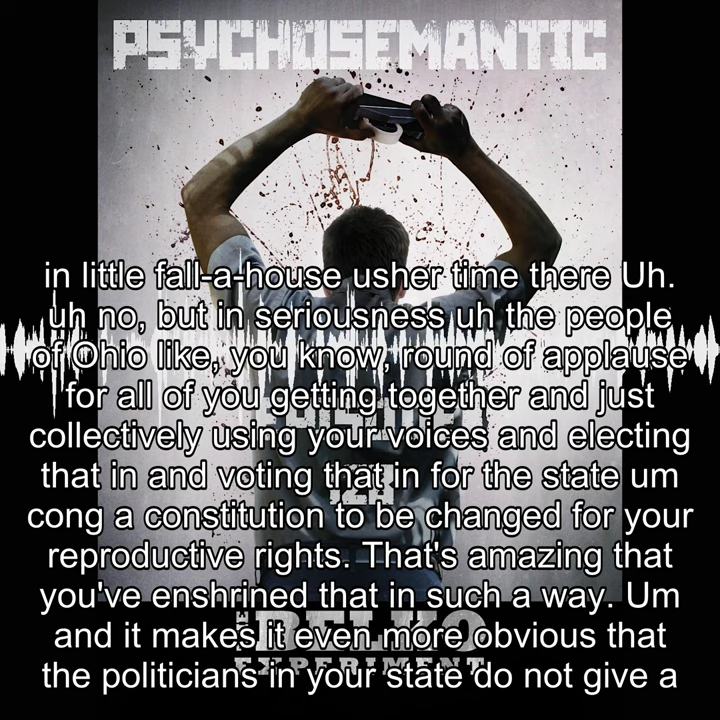 PSYCHOSEMANTIC
in little fall-a-house usher time there Uh.
uh no, but in seriousness uh the people
of Ohio like, you know, round of applause
for all of you getting together and just
collectively using your voices and electing
that in and voting that in for the state um
cong a constitution to be changed for your
reproductive rights. That's amazing that
you've enshrined that in such a way. Um
and it makes it even more obvious that
the politicians in your state do not give a
BELKO
EXPERIMENT